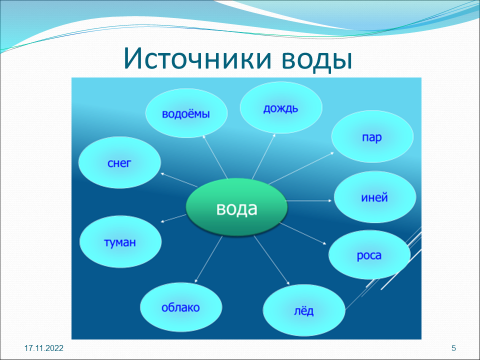 Источники воды
водоёмы
дождь
пар
снег
иней
вода
туман
роса
облако
лёд
17.11.2022
5